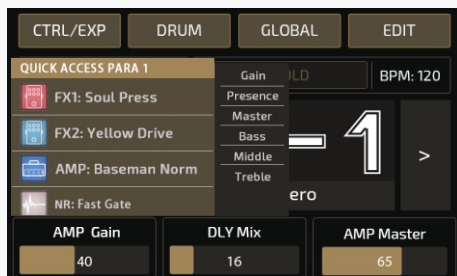 CTRL/EXP DRUM GLOBAL EDIT
QUICK ACCESS PARA 1
LD BPM: 120
FX1: Soul Press
FX2: Yellow Drive
AMP: Baseman Norm
NR: Fast Gate
Gain
Presence
Master
Bass
Middle
Treble
-1
>
ero
AMP Gain DLY Mix AMP Master
40 16 65